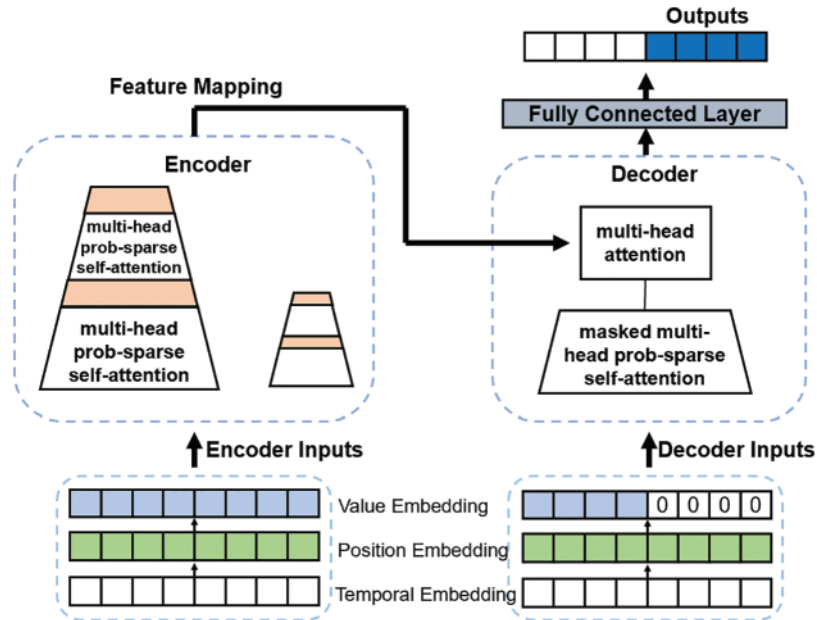 Outputs
Feature Mapping
Fully Connected Layer
Encoder
Decoder
multi-head
prob-sparse
self-attention
multi-head
prob-sparse
self-attention
multi-head
attention
masked multi-
head prob-sparse
self-attention
Encoder Inputs
Decoder Inputs
Value Embedding
0 0 0 0
Position Embedding
Temporal Embedding